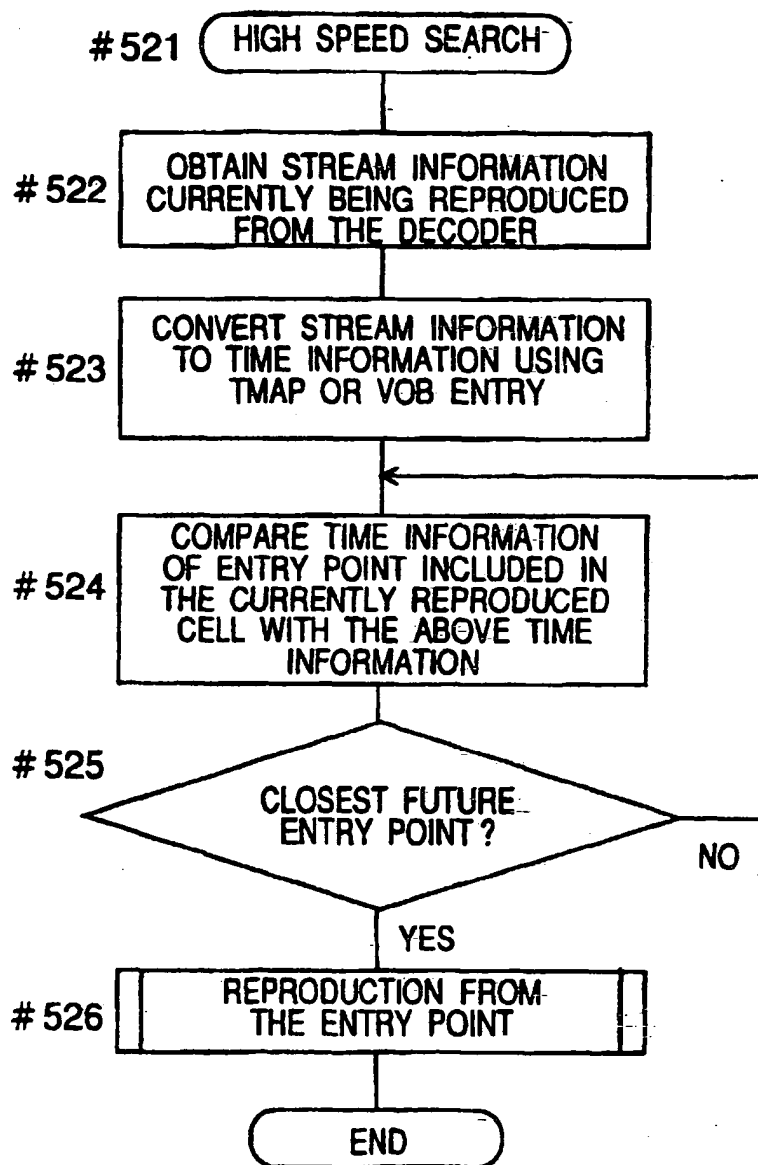 #521
HIGH SPEED SEARCH
#522
OBTAIN STREAM INFORMATION
CURRENTLY BEING REPRODUCED
FROM THE DECODER
#523
CONVERT STREAM INFORMATION
TO TIME INFORMATION USING
TMAP OR VOB ENTRY
#524
COMPARE TIME INFORMATION
OF ENTRY POINT INCLUDED IN
THE CURRENTLY REPRODUCED
CELL WITH THE ABOVE TIME
INFORMATION
#525
CLOSEST FUTURE
ENTRY POINT?
NO
YES
#526
REPRODUCTION FROM
THE ENTRY POINT
END